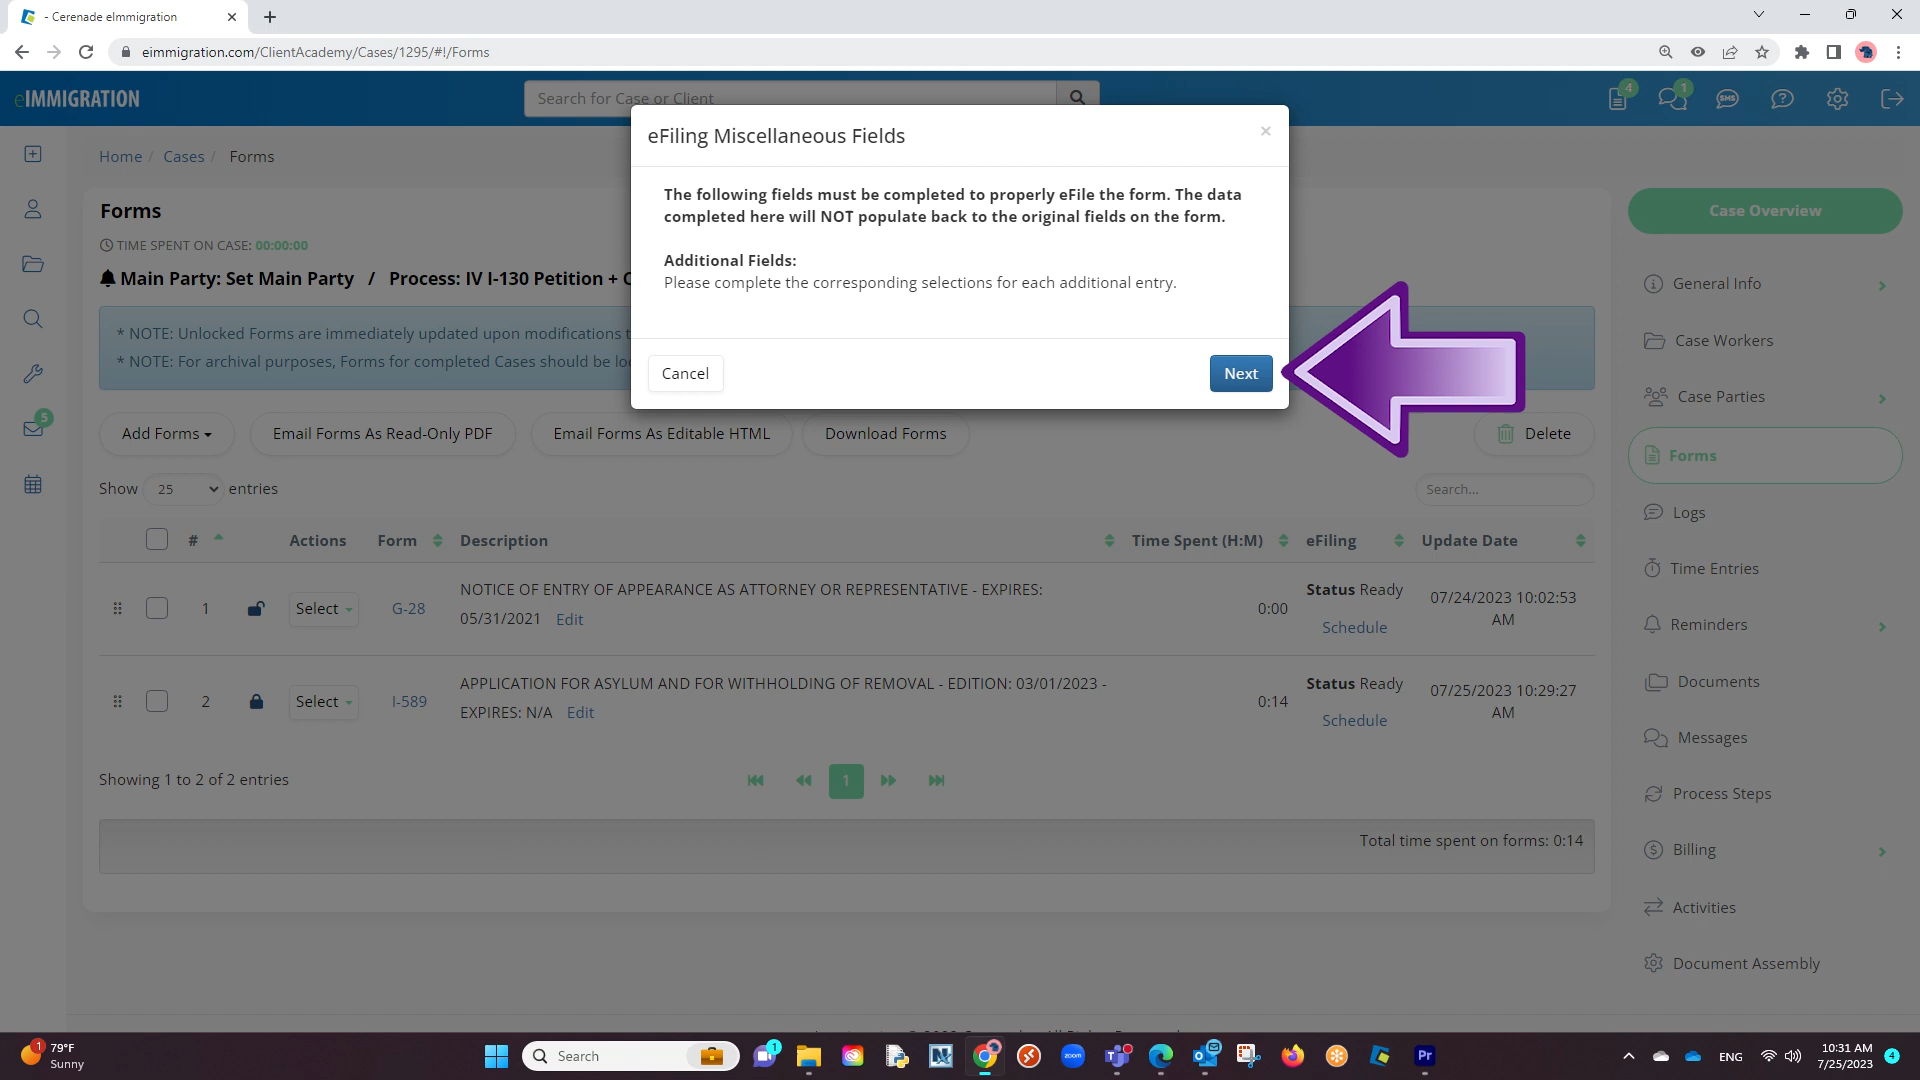 - Cerenade eImmigration
eimmigration.com/ClientAcademy/Cases/1295/#!/Forms
eIMMIGRATION
Search for Case or Client
4
1
SMS
eFiling Miscellaneous Fields
The following fields must be completed to properly eFile the form. The data
completed here will NOT populate back to the original fields on the form.
Additional Fields:
Please complete the corresponding selections for each additional entry.
Cancel
Next
Home / Cases / Forms
Forms
TIME SPENT ON CASE: 00:00:00
Main Party: Set Main Party / Process: IV I-130 Petition +
* NOTE: Unlocked Forms are immediately updated upon modifications
* NOTE: For archival purposes, Forms for completed Cases should be
5
Add Forms
Email Forms As Read-Only PDF
Email Forms As Editable HTML
Download Forms
Delete
Show 25 entries
Search...
# Actions Form Description Time Spent (H:M) eFiling Update Date
1 Select G-28 NOTICE OF ENTRY OF APPEARANCE AS ATTORNEY OR REPRESENTATIVE - EXPIRES:
05/31/2021 Edit
0:00
Status Ready
Schedule
07/24/2023 10:02:53
AM
2 Select I-589 APPLICATION FOR ASYLUM AND FOR WITHHOLDING OF REMOVAL - EDITION: 03/01/2023 -
EXPIRES: N/A Edit
0:14
Status Ready
Schedule
07/25/2023 10:29:27
AM
Showing 1 to 2 of 2 entries
1
Total time spent on forms: 0:14
Case Overview
General Info
Case Workers
Case Parties
Forms
Logs
Time Entries
Reminders
Documents
Messages
Process Steps
Billing
Activities
Document Assembly
1
79°F
Sunny
Search
1
zoom
Pr
ENG
10:31 AM
7/25/2023
4